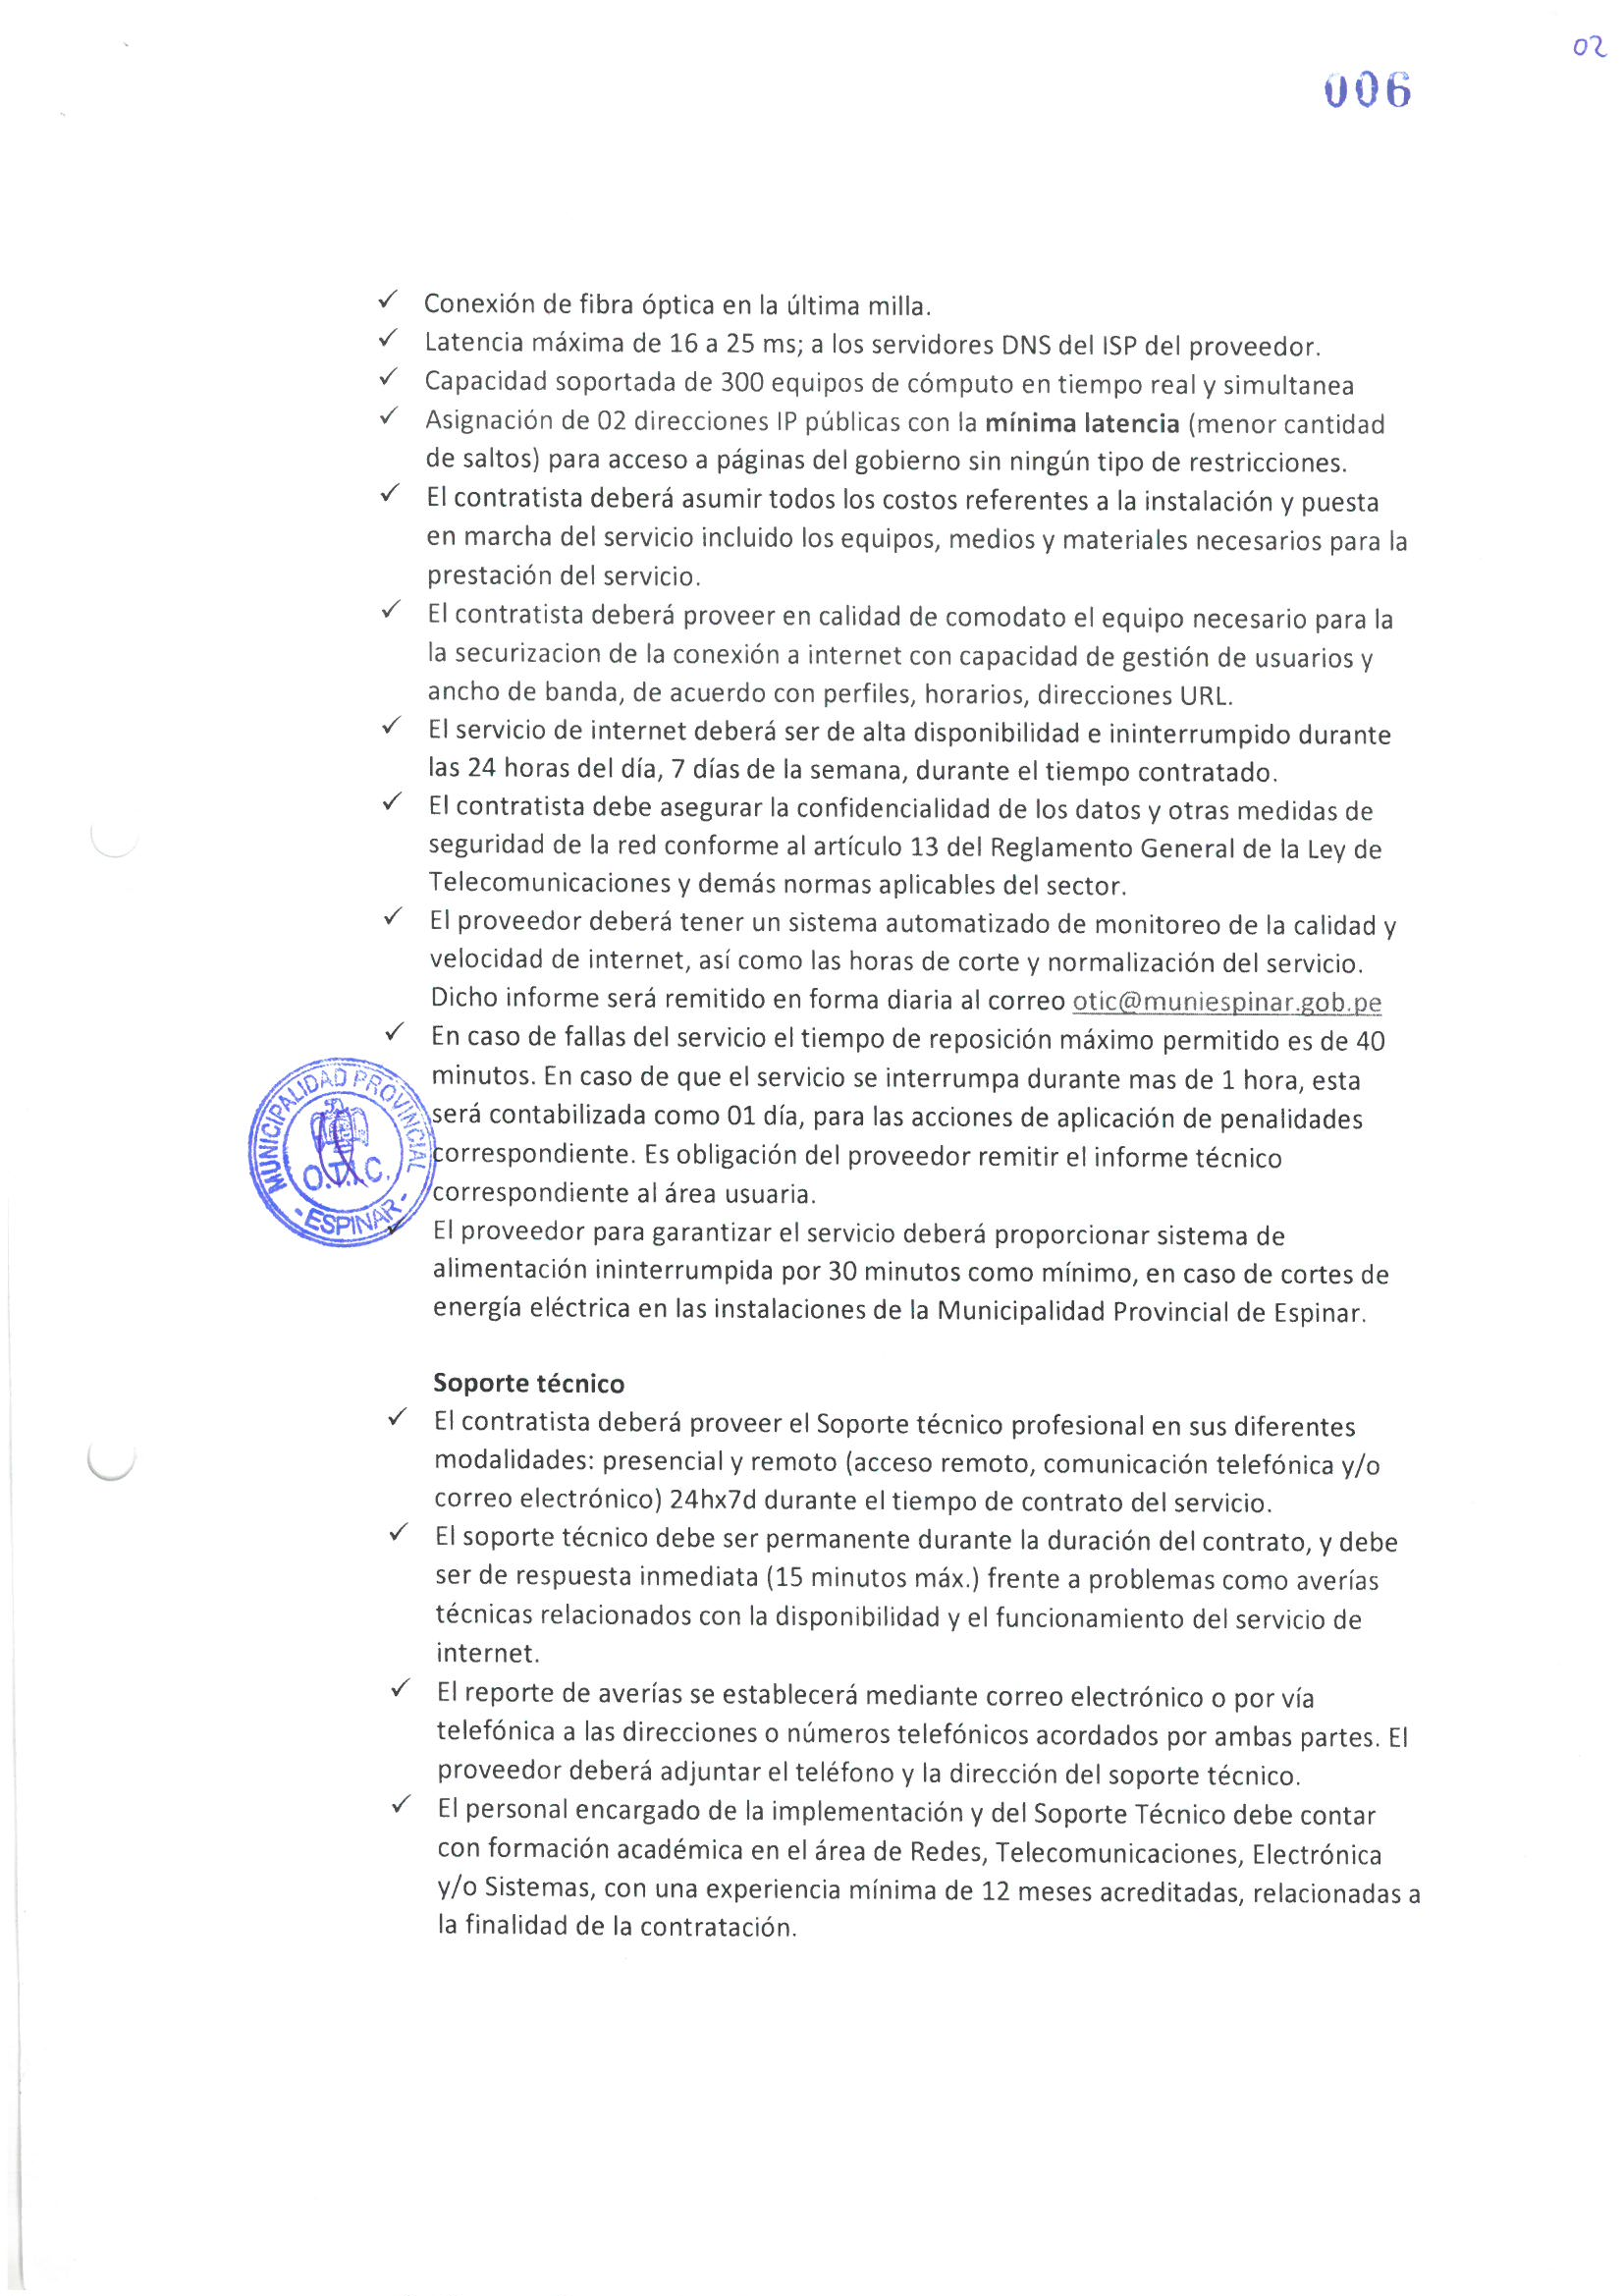 02
006
✓ Conexión de fibra óptica en la última milla.
✓ Latencia máxima de 16 a 25 ms; a los servidores DNS del ISP del proveedor.
✓ Capacidad soportada de 300 equipos de cómputo en tiempo real y simultanea
✓ Asignación de 02 direcciones IP públicas con la mínima latencia (menor cantidad
de saltos) para acceso a páginas del gobierno sin ningún tipo de restricciones.
✓ El contratista deberá asumir todos los costos referentes a la instalación y puesta
en marcha del servicio incluido los equipos, medios y materiales necesarios para la
prestación del servicio.
✓ El contratista deberá proveer en calidad de comodato el equipo necesario para la
la securizacion de la conexión a internet con capacidad de gestión de usuarios y
ancho de banda, de acuerdo con perfiles, horarios, direcciones URL.
✓ El servicio de internet deberá ser de alta disponibilidad e ininterrumpido durante
las 24 horas del día, 7 días de la semana, durante el tiempo contratado.
✓ El contratista debe asegurar la confidencialidad de los datos y otras medidas de
seguridad de la red conforme al artículo 13 del Reglamento General de la Ley de
Telecomunicaciones y demás normas aplicables del sector.
✓ El proveedor deberá tener un sistema automatizado de monitoreo de la calidad y
velocidad de internet, así como las horas de corte y normalización del servicio.
Dicho informe será remitido en forma diaria al correo otic@muniespinar.gob.pe
✓ En caso de fallas del servicio el tiempo de reposición máximo permitido es de 40
minutos. En caso de que el servicio se interrumpa durante mas de 1 hora, esta
será contabilizada como 01 día, para las acciones de aplicación de penalidades
correspondiente. Es obligación del proveedor remitir el informe técnico
correspondiente al área usuaria.
MUNICIPALIDAD PROVINCIAL
O.T.I.C.
- ESPINAR -
✓ El proveedor para garantizar el servicio deberá proporcionar sistema de
alimentación ininterrumpida por 30 minutos como mínimo, en caso de cortes de
energía eléctrica en las instalaciones de la Municipalidad Provincial de Espinar.
Soporte técnico
✓ El contratista deberá proveer el Soporte técnico profesional en sus diferentes
modalidades: presencial y remoto (acceso remoto, comunicación telefónica y/o
correo electrónico) 24hx7d durante el tiempo de contrato del servicio.
✓ El soporte técnico debe ser permanente durante la duración del contrato, y debe
ser de respuesta inmediata (15 minutos máx.) frente a problemas como averías
técnicas relacionados con la disponibilidad y el funcionamiento del servicio de
internet.
✓ El reporte de averías se establecerá mediante correo electrónico o por vía
telefónica a las direcciones o números telefónicos acordados por ambas partes. El
proveedor deberá adjuntar el teléfono y la dirección del soporte técnico.
✓ El personal encargado de la implementación y del Soporte Técnico debe contar
con formación académica en el área de Redes, Telecomunicaciones, Electrónica
y/o Sistemas, con una experiencia mínima de 12 meses acreditadas, relacionadas a
la finalidad de la contratación.